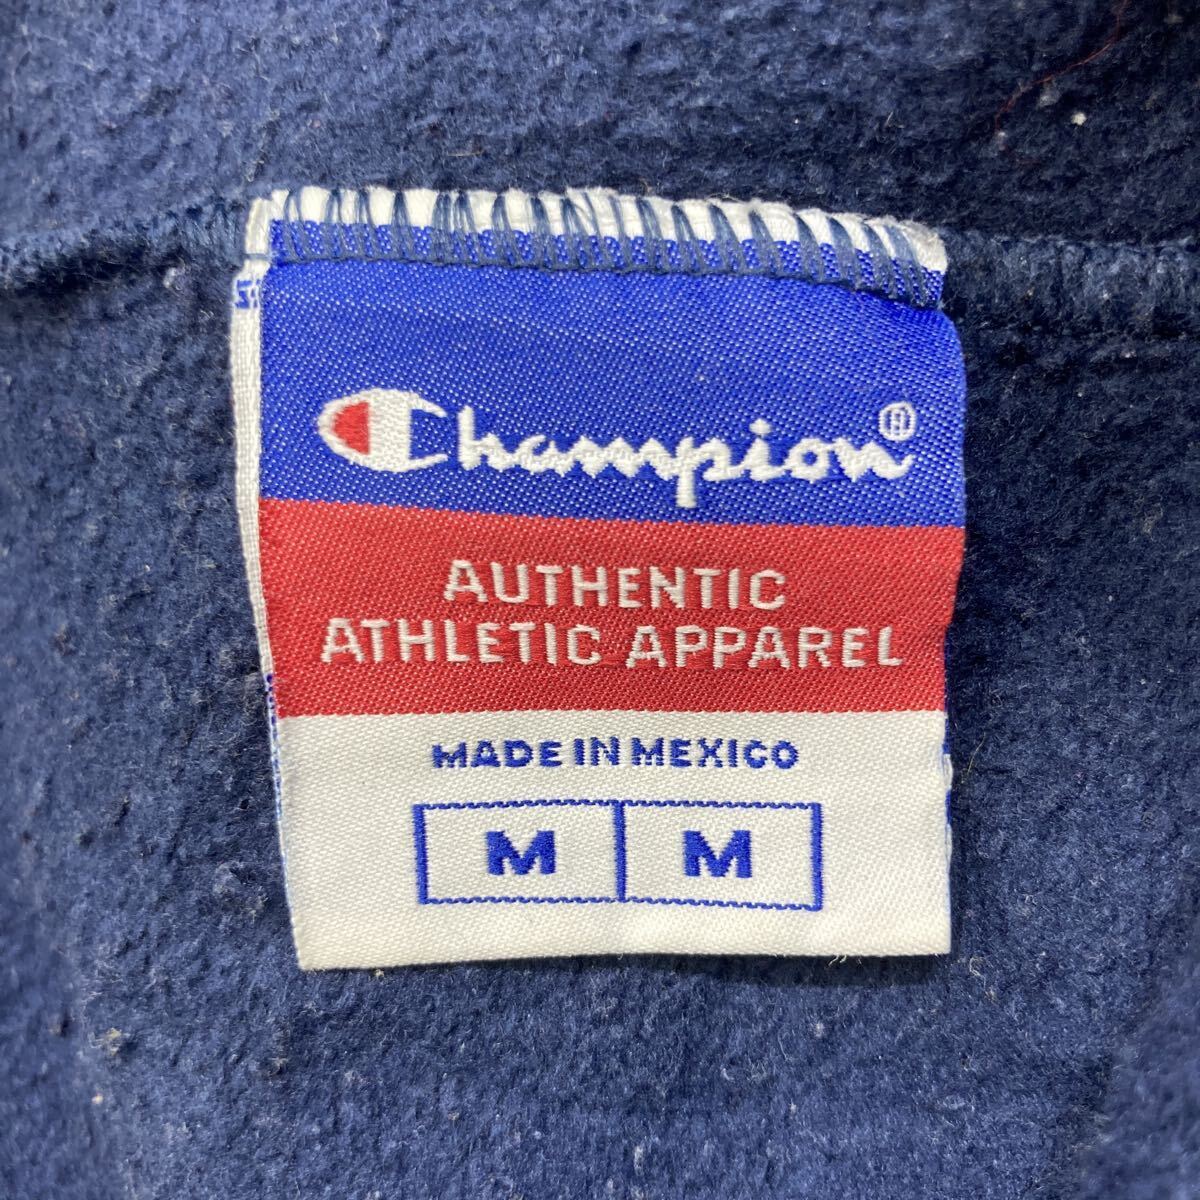 Champion®
AUTHENTIC
ATHLETIC APPAREL
MADE IN MEXICO
M M